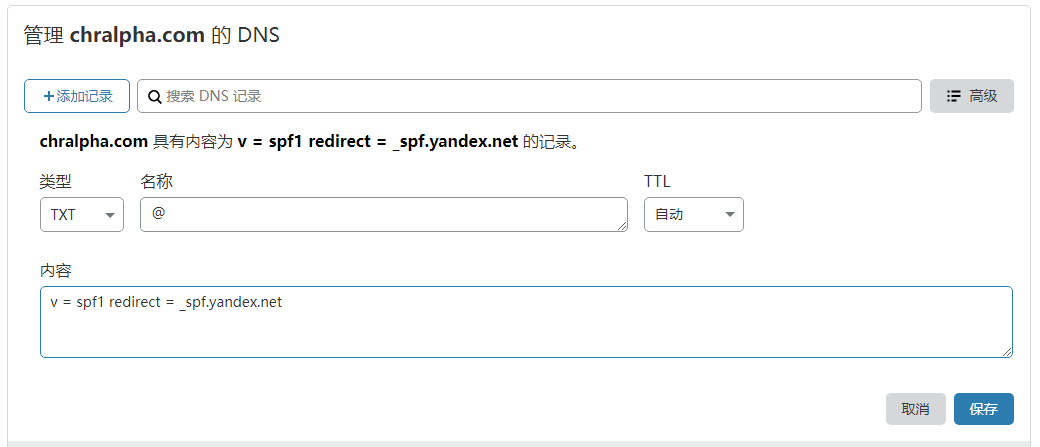 管理 chralpha.com 的 DNS
+添加记录
搜索 DNS 记录
高级
chralpha.com 具有内容为 v = spf1 redirect = _spf.yandex.net 的记录。
类型 名称 TTL
TXT @ 自动
内容
v = spf1 redirect = _spf.yandex.net
取消 保存